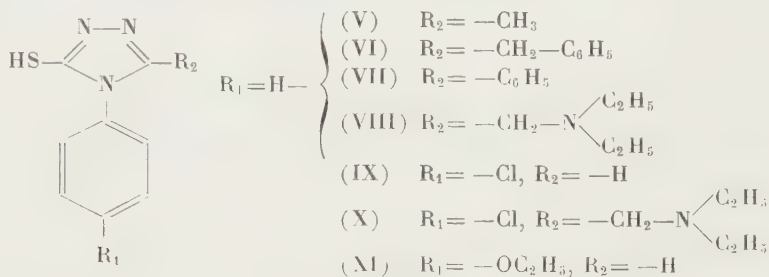 N—N
HS— —R₂
N
R₁
R₁=H—
(V) R₂= —CH₃
(VI) R₂= —CH₂—C₆H₅
(VII) R₂= —C₆H₅
(VIII) R₂= —CH₂—N C₂H₅ C₂H₅
(IX) R₁= —Cl, R₂= —H
(X) R₁= —Cl, R₂= —CH₂—N C₂H₅ C₂H₅
(XI) R₁= —OC₂H₅, R₂= —H